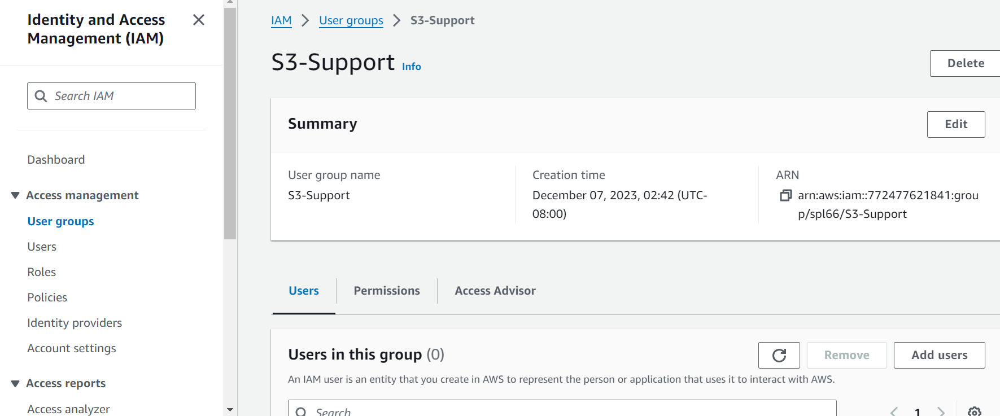 Identity and Access
Management (IAM)
Search IAM
Dashboard
Access management
User groups
Users
Roles
Policies
Identity providers
Account settings
Access reports
Access analyzer
IAM > User groups > S3-Support
S3-Support Info
Delete
Summary
Edit
User group name
S3-Support
Creation time
December 07, 2023, 02:42 (UTC-
08:00)
ARN
arn:aws:iam::772477621841:grou
p/spl66/S3-Support
Users
Permissions
Access Advisor
Users in this group (0)
Remove
Add users
An IAM user is an entity that you create in AWS to represent the person or application that uses it to interact with AWS.
Search
1